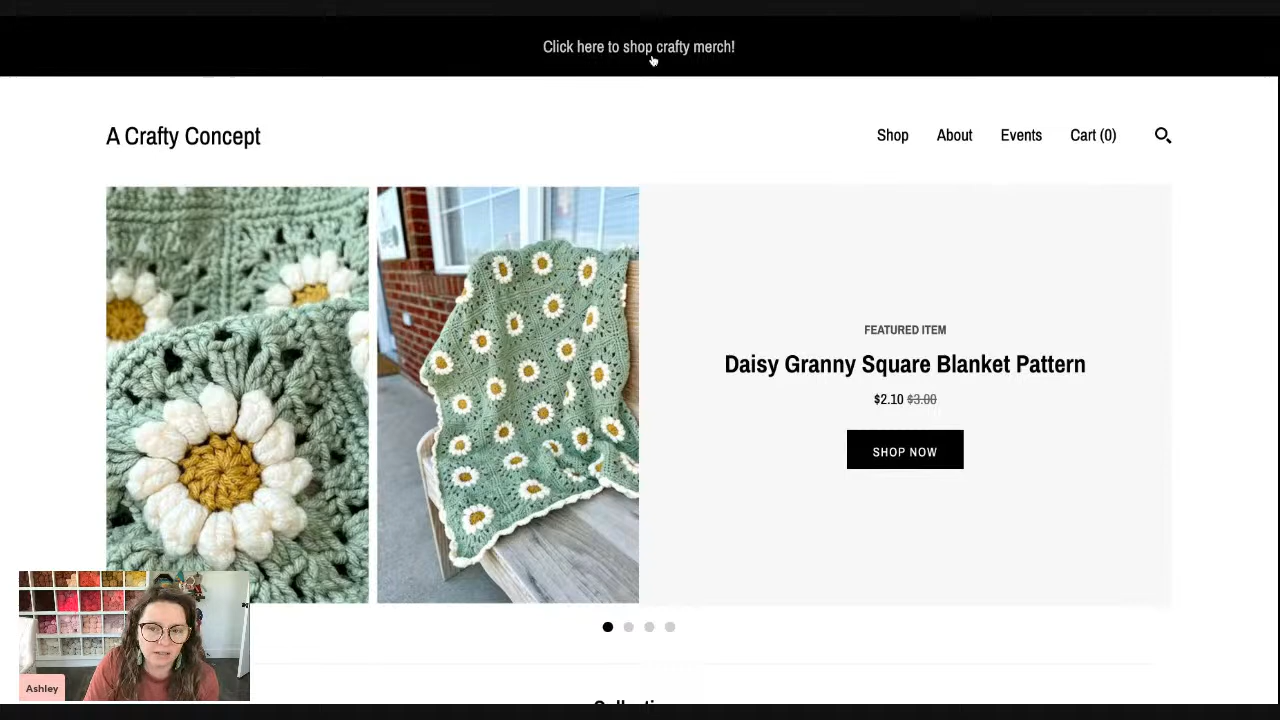 Click here to shop crafty merch!
A Crafty Concept
Shop About Events Cart (0)
FEATURED ITEM
Daisy Granny Square Blanket Pattern
$2.10 $3.00
SHOP NOW
Ashley